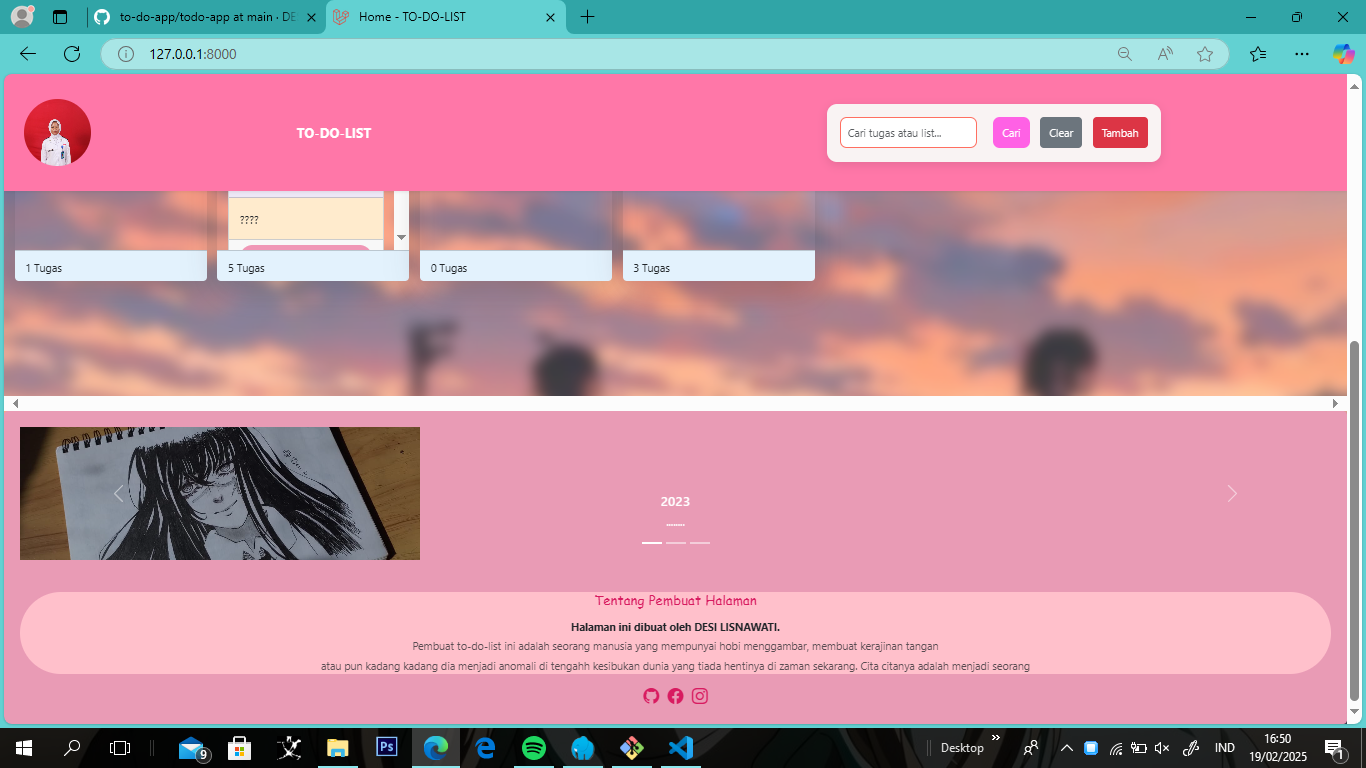 to-do-app/todo-app at main · DE
Home - TO-DO-LIST
127.0.0.1:8000
TO-DO-LIST
Cari tugas atau list...
Cari
Clear
Tambah
????
1 Tugas
5 Tugas
0 Tugas
3 Tugas
2023
........
Tentang Pembuat Halaman
Halaman ini dibuat oleh DESI LISNAWATI.
Pembuat to-do-list ini adalah seorang manusia yang mempunyai hobi menggambar, membuat kerajinan tangan
atau pun kadang kadang dia menjadi anomali di tengahh kesibukan dunia yang tiada hentinya di zaman sekarang. Cita citanya adalah menjadi seorang
9
Ps
Desktop
IND
16:50
19/02/2025
1